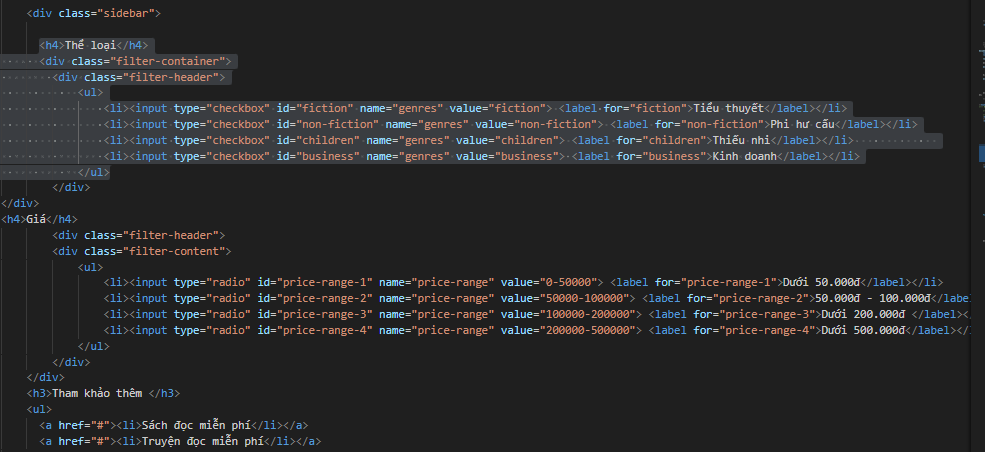 <div class="sidebar">
<h4>Thể loại</h4>
<div class="filter-container">
<div class="filter-header">
<ul>
<li><input type="checkbox" id="fiction" name="genres" value="fiction"> <label for="fiction">Tiểu thuyết</label></li>
<li><input type="checkbox" id="non-fiction" name="genres" value="non-fiction"> <label for="non-fiction">Phi hư cấu</label></li>
<li><input type="checkbox" id="children" name="genres" value="children"> <label for="children">Thiếu nhi</label></li>
<li><input type="checkbox" id="business" name="genres" value="business"> <label for="business">Kinh doanh</label></li>
</ul>
</div>
</div>
<h4>Giá</h4>
<div class="filter-header">
<div class="filter-content">
<ul>
<li><input type="radio" id="price-range-1" name="price-range" value="0-50000"> <label for="price-range-1">Dưới 50.000đ</label></li>
<li><input type="radio" id="price-range-2" name="price-range" value="50000-100000"> <label for="price-range-2">50.000đ - 100.000đ</label
<li><input type="radio" id="price-range-3" name="price-range" value="100000-200000"> <label for="price-range-3">Dưới 200.000đ </label><
<li><input type="radio" id="price-range-4" name="price-range" value="200000-500000"> <label for="price-range-4">Dưới 500.000đ</label></
</ul>
</div>
</div>
<h3>Tham khảo thêm </h3>
<ul>
<a href="#"><li>Sách đọc miễn phí</li></a>
<a href="#"><li>Truyện đọc miễn phí</li></a>